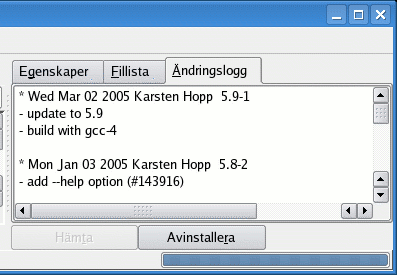 Egenskaper Fillista Ändringslogg
* Wed Mar 02 2005 Karsten Hopp  5.9-1
- update to 5.9
- build with gcc-4

* Mon Jan 03 2005 Karsten Hopp  5.8-2
- add --help option (#143916)
Hämta Avinstallera